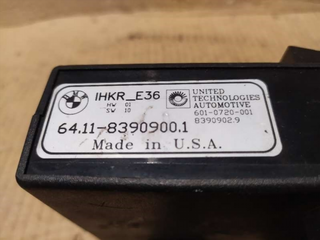 BMW
IHKR_E36
HW 01
SW 10
UNITED
TECHNOLOGIES
AUTOMOTIVE
601-0720-001
8390902.9
64.11-8390900.1
Made in U.S.A.